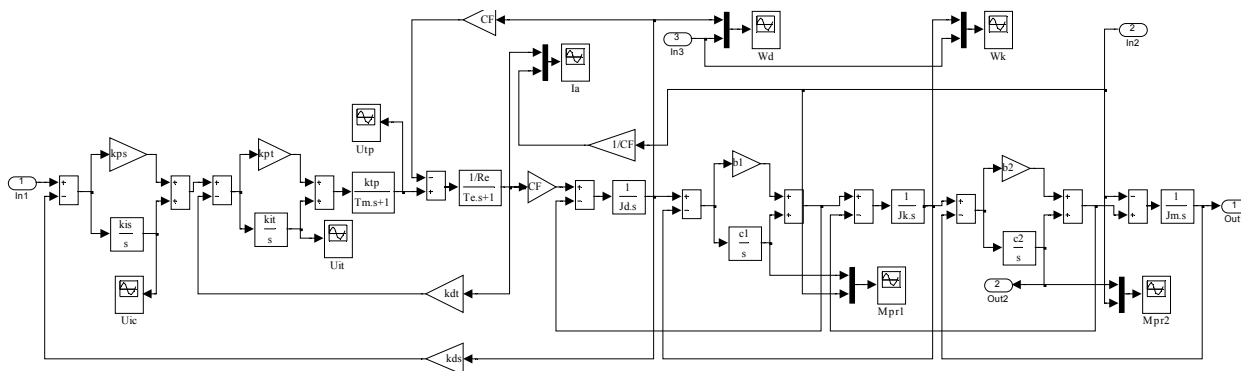 CF
3
In3
Wd
Wk
2
In2
Ia
Utp
1/CF
1
In1
kps
kpt
ktp
Tm.s+1
1/Re
Te.s+1
CF
1
Jd.s
b1
1
Jk.s
b2
1
Jm.s
1
Out
kis
s
kit
s
Uit
c1
s
c2
s
Uic
kdt
Mpr1
2
Out2
Mpr2
kds